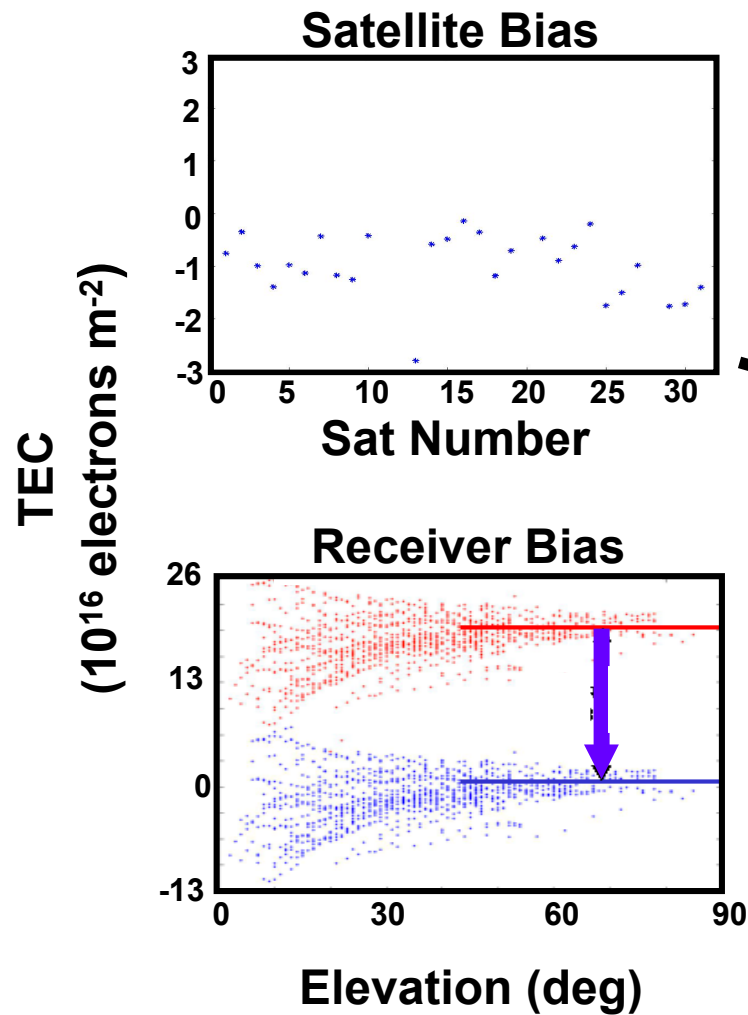 Satellite Bias
3
2
1
0
-1
-2
-3
0 5 10 15 20 25 30
Sat Number
TEC
(10¹⁶ electrons m⁻²)
Receiver Bias
26
13
0
-13
0 30 60 90
Elevation (deg)